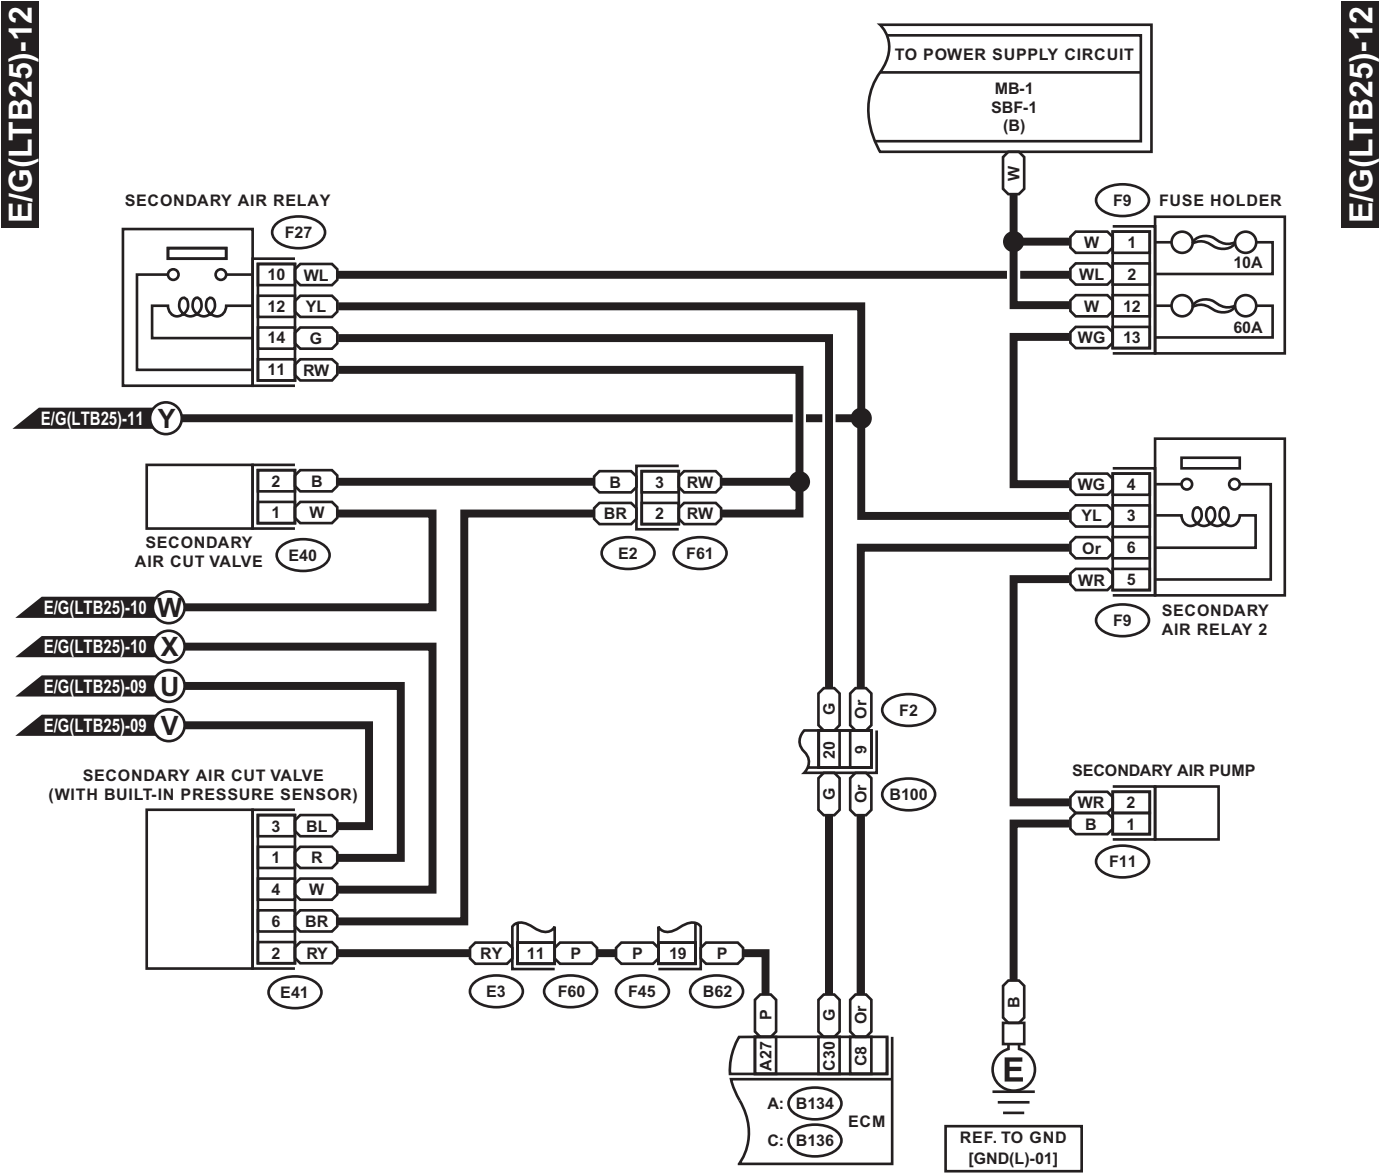 E/G(LTB25)-12
E/G(LTB25)-12
TO POWER SUPPLY CIRCUIT
MB-1
SBF-1
(B)
W
SECONDARY AIR RELAY
F27
10 WL
12 YL
14 G
11 RW
F9 FUSE HOLDER
W 1
10A
WL 2
W 12
60A
WG 13
E/G(LTB25)-11 Y
2 B
1 W
SECONDARY
AIR CUT VALVE
E40
B 3 RW
BR 2 RW
E2 F61
WG 4
YL 3
Or 6
WR 5
F9
SECONDARY
AIR RELAY 2
E/G(LTB25)-10 W
E/G(LTB25)-10 X
E/G(LTB25)-09 U
E/G(LTB25)-09 V
G Or
F2
20 9
G Or
B100
SECONDARY AIR CUT VALVE
(WITH BUILT-IN PRESSURE SENSOR)
3 BL
1 R
4 W
6 BR
2 RY
E41
SECONDARY AIR PUMP
WR 2
B 1
F11
RY 11 P P 19 P
E3 F60 F45 B62
P G Or
A27 C30 C8
A: B134
ECM
C: B136
B
E
REF. TO GND
[GND(L)-01]